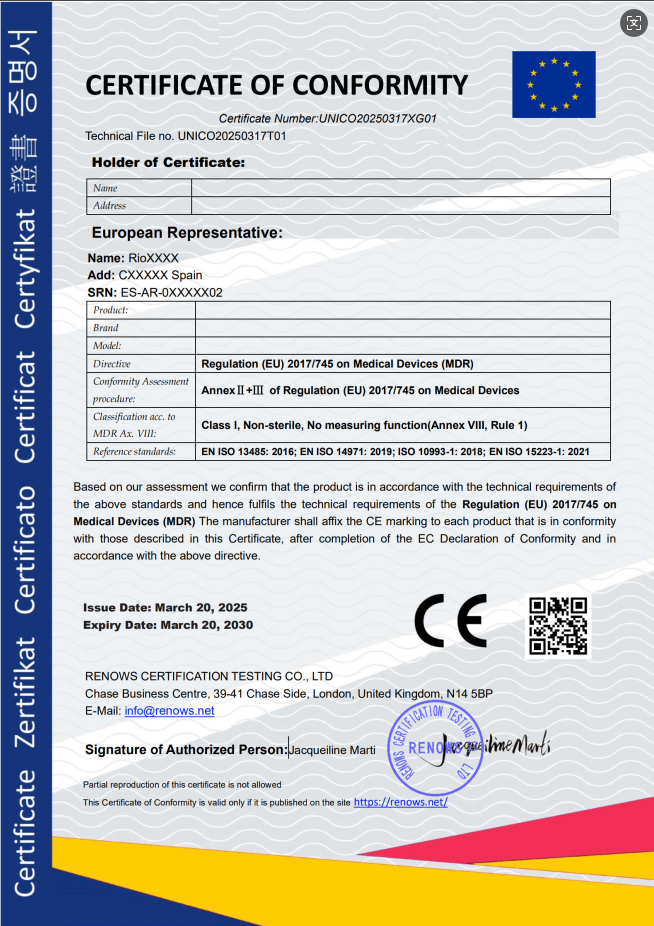 Certificate Zertifikat Certificato Certificat Certyfikat 證書 증명서
CERTIFICATE OF CONFORMITY
Certificate Number:UNICO20250317XG01
Technical File no. UNICO20250317T01
Holder of Certificate:
Name
Address
European Representative:
Name: RioXXXX
Add: CXXXXX Spain
SRN: ES-AR-0XXXXX02
Product:
Brand
Model:
Directive Regulation (EU) 2017/745 on Medical Devices (MDR)
Conformity Assessment
procedure:
AnnexⅡ+Ⅲ of Regulation (EU) 2017/745 on Medical Devices
Classification acc. to
MDR Ax. VIII:
Class I, Non-sterile, No measuring function(Annex VIII, Rule 1)
Reference standards: EN ISO 13485: 2016; EN ISO 14971: 2019; ISO 10993-1: 2018; EN ISO 15223-1: 2021
Based on our assessment we confirm that the product is in accordance with the technical requirements of
the above standards and hence fulfils the technical requirements of the Regulation (EU) 2017/745 on
Medical Devices (MDR) The manufacturer shall affix the CE marking to each product that is in conformity
with those described in this Certificate, after completion of the EC Declaration of Conformity and in
accordance with the above directive.
Issue Date: March 20, 2025
Expiry Date: March 20, 2030
CE
RENOWS CERTIFICATION TESTING CO., LTD
Chase Business Centre, 39-41 Chase Side, London, United Kingdom, N14 5BP
E-Mail: info@renows.net
Signature of Authorized Person:Jacqueiline Marti
RENOWS CERTIFICATION TESTING LTD
RENOWS
Jacqueiline Marti
Partial reproduction of this certificate is not allowed
This Certificate of Conformity is valid only if it is published on the site https://renows.net/